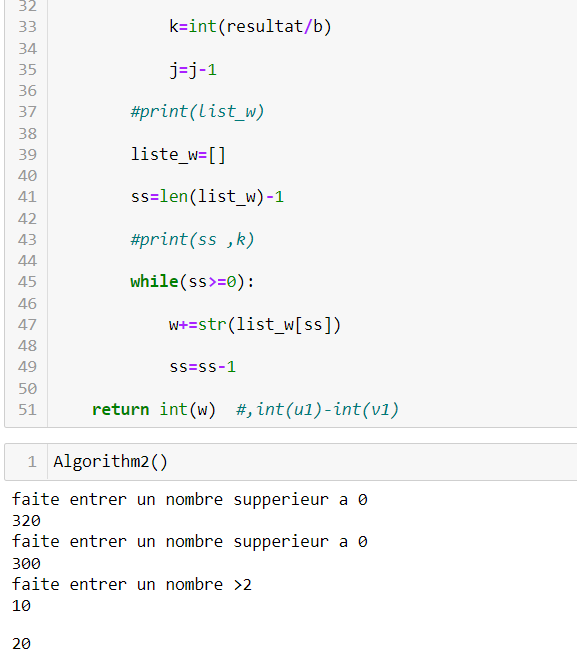 32
33 k=int(resultat/b)
34
35 j=j-1
36
37 #print(list_w)
38
39 liste_w=[]
40
41 ss=len(list_w)-1
42
43 #print(ss ,k)
44
45 while(ss>=0):
46
47 w+=str(list_w[ss])
48
49 ss=ss-1
50
51 return int(w)  #,int(u1)-int(v1)
1 Algorithm2()
faite entrer un nombre supperieur a 0
320
faite entrer un nombre supperieur a 0
300
faite entrer un nombre >2
10
20